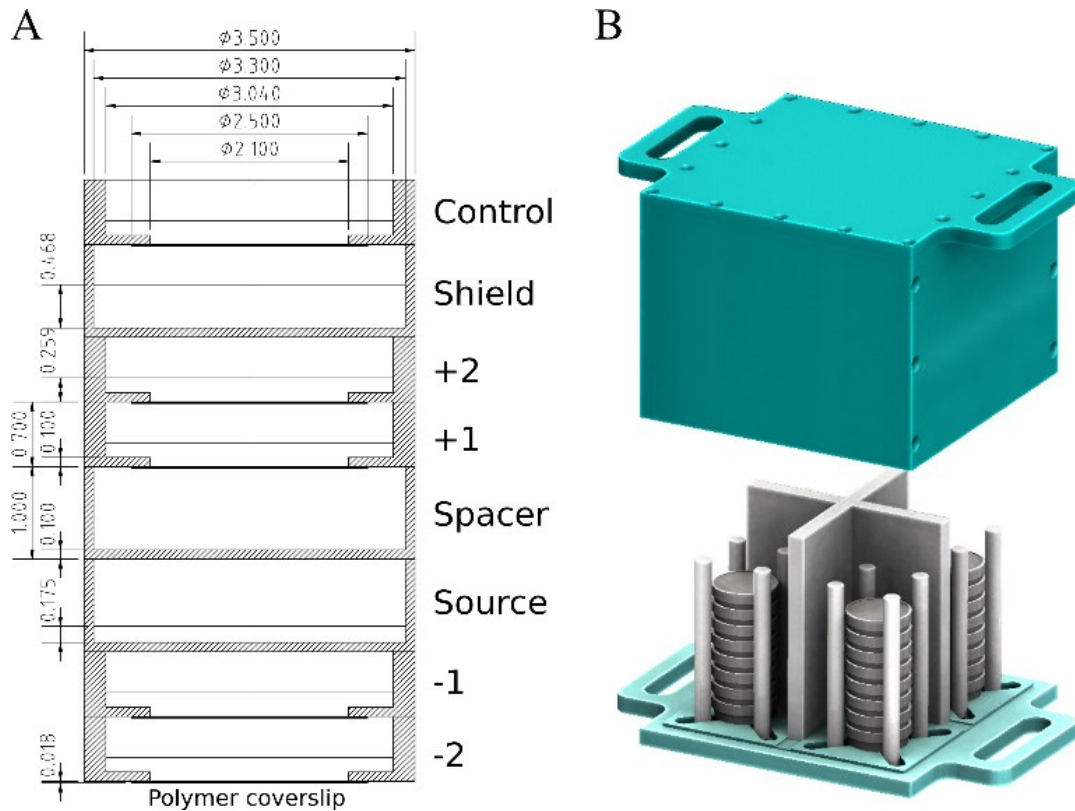 A
B
ϕ3.500
ϕ3.300
ϕ3.040
ϕ2.500
ϕ2.100
Control
0.468
Shield
0.259
+2
0.700
0.100
+1
1.000
0.100
Spacer
0.175
Source
-1
0.018
-2
Polymer coverslip